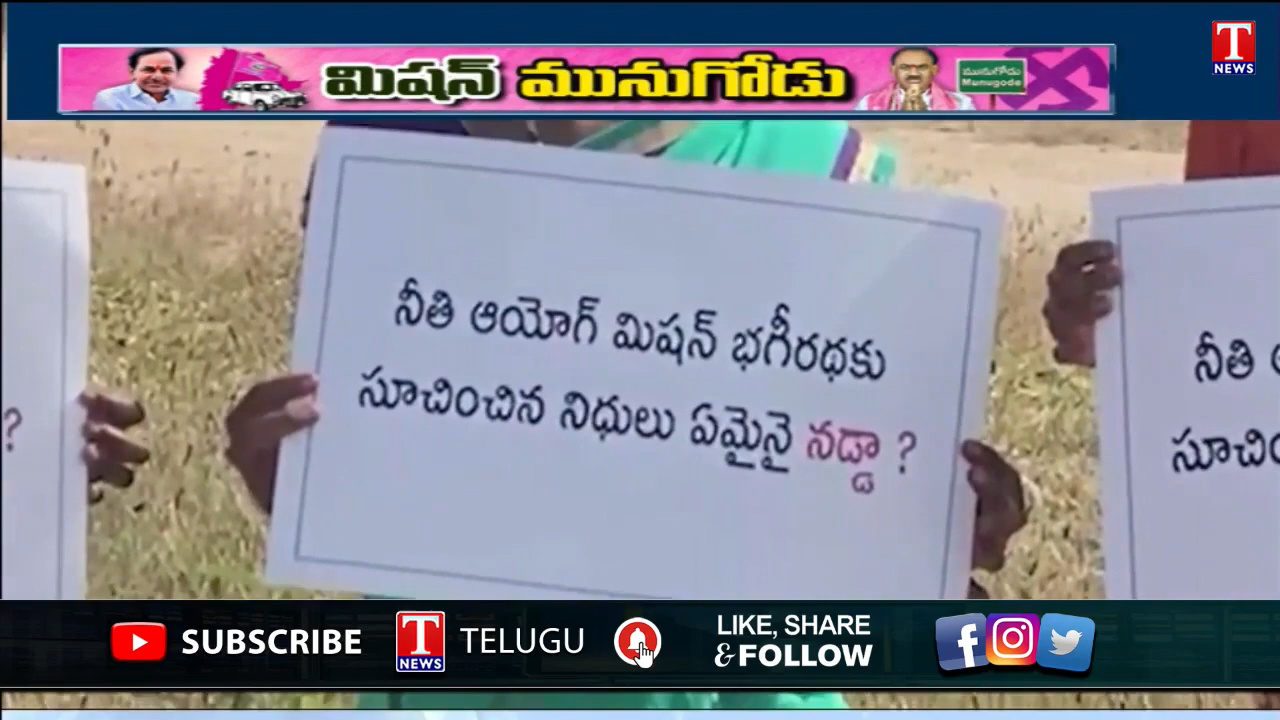 T
NEWS
మిషన్ మునుగోడు
మునుగోడు
Munugode
నీతి ఆయోగ్ మిషన్ భగీరథకు
సూచించిన నిధులు ఏమైనై నడ్డా ?
?
నీతి
SUBSCRIBE
T
NEWS
TELUGU
LIKE, SHARE
& FOLLOW